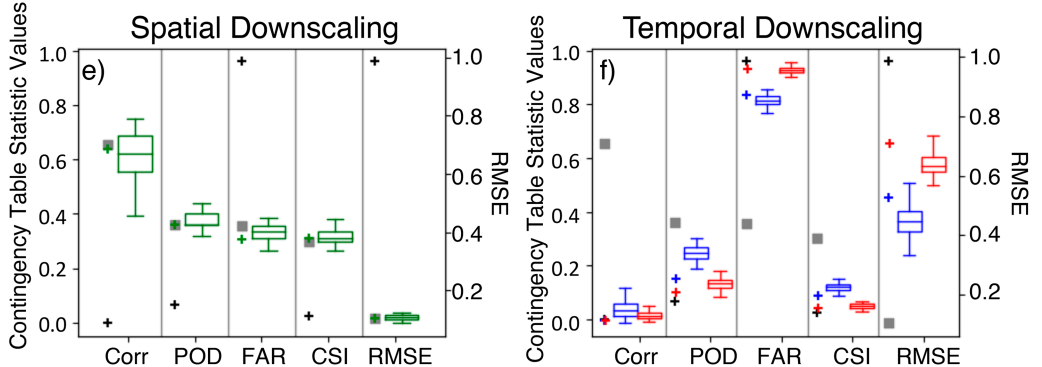 Spatial Downscaling
Contingency Table Statistic Values
1.0
0.8
0.6
0.4
0.2
0.0
e)
1.0
0.8
0.6
0.4
0.2
RMSE
Corr POD FAR CSI RMSE
Temporal Downscaling
Contingency Table Statistic Values
1.0
0.8
0.6
0.4
0.2
0.0
f)
1.0
0.8
0.6
0.4
0.2
RMSE
Corr POD FAR CSI RMSE